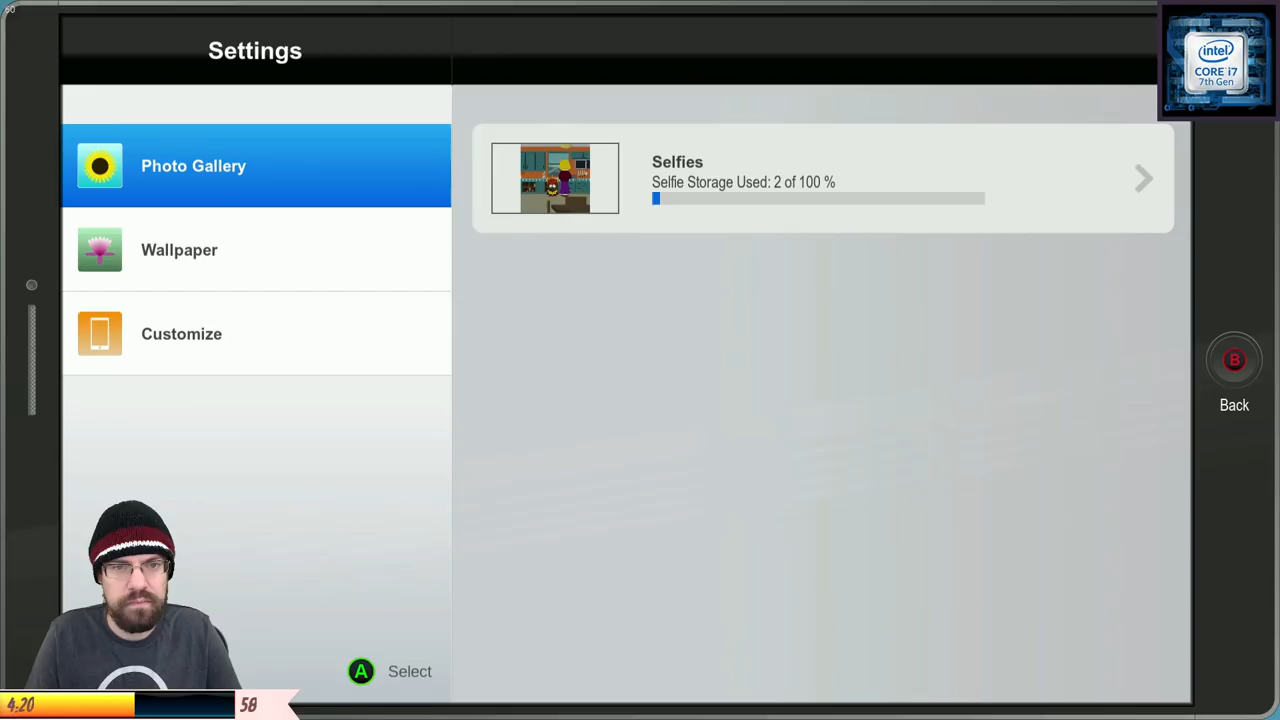 60
Settings
intel
CORE i7
7th Gen
Photo Gallery
Selfies
Selfie Storage Used: 2 of 100 %
Wallpaper
Customize
B
Back
A Select
4:20
58